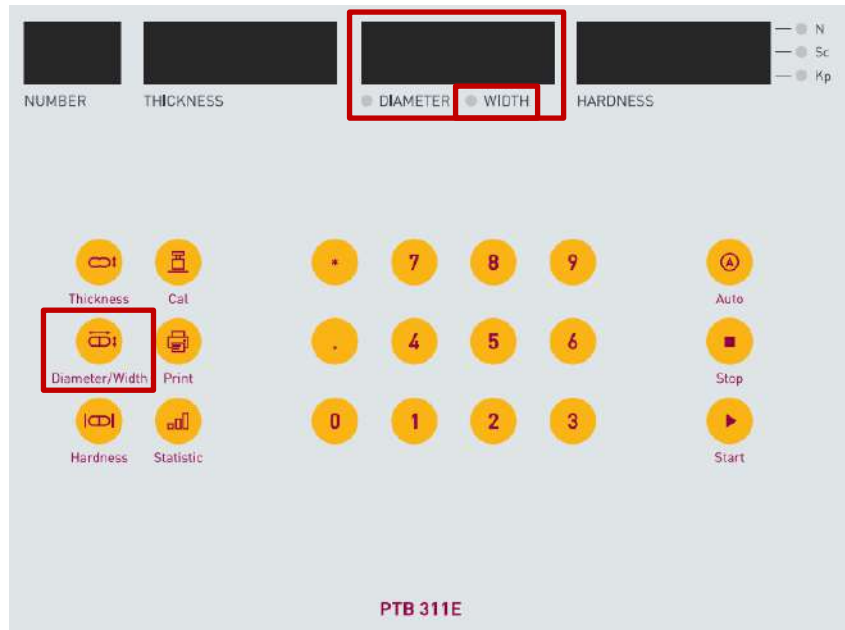 N
Sc
Kp
NUMBER THICKNESS DIAMETER WIDTH HARDNESS
* 7 8 9
Thickness Cal Auto
. 4 5 6
Diameter/Width Print Stop
0 1 2 3
Hardness Statistic Start
PTB 311E